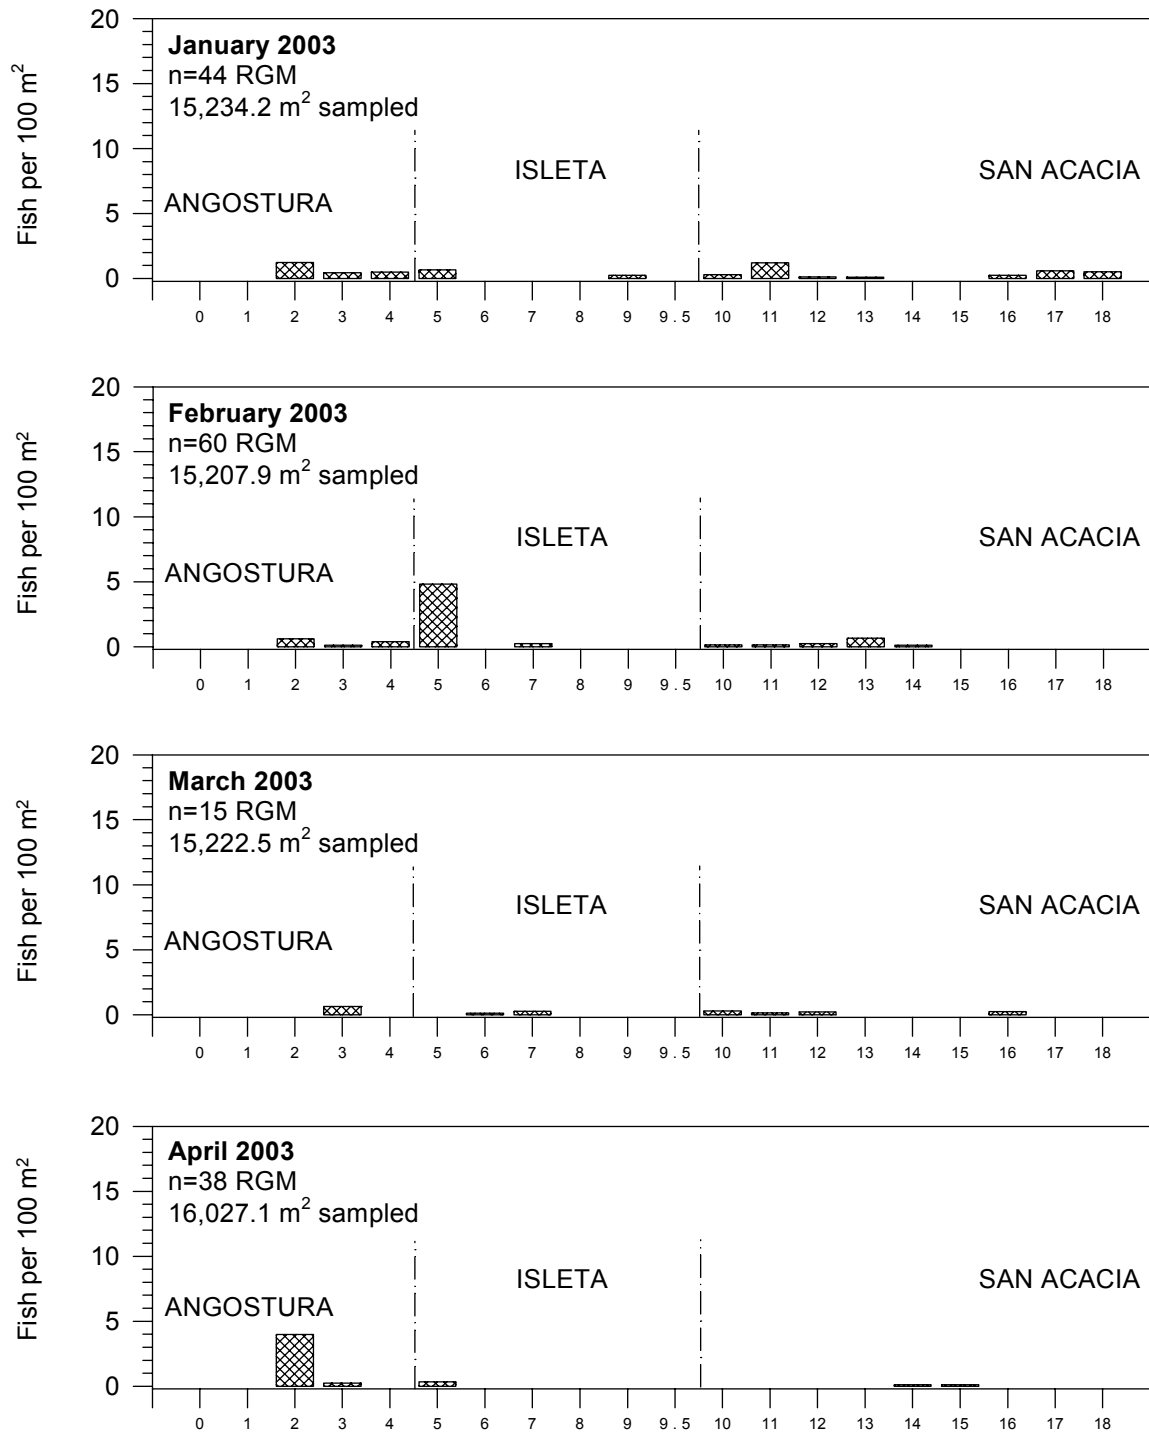 20
January 2003
n=44 RGM
15
15,234.2 m² sampled
Fish per 100 m²
10
ISLETA
SAN ACACIA
ANGOSTURA
5
0
0 1 2 3 4 5 6 7 8 9 9.5 10 11 12 13 14 15 16 17 18
20
February 2003
n=60 RGM
15
15,207.9 m² sampled
Fish per 100 m²
10
ISLETA
SAN ACACIA
ANGOSTURA
5
0
0 1 2 3 4 5 6 7 8 9 9.5 10 11 12 13 14 15 16 17 18
20
March 2003
n=15 RGM
15
15,222.5 m² sampled
Fish per 100 m²
10
ISLETA
SAN ACACIA
ANGOSTURA
5
0
0 1 2 3 4 5 6 7 8 9 9.5 10 11 12 13 14 15 16 17 18
20
April 2003
n=38 RGM
15
16,027.1 m² sampled
Fish per 100 m²
10
ISLETA
SAN ACACIA
ANGOSTURA
5
0
0 1 2 3 4 5 6 7 8 9 9.5 10 11 12 13 14 15 16 17 18